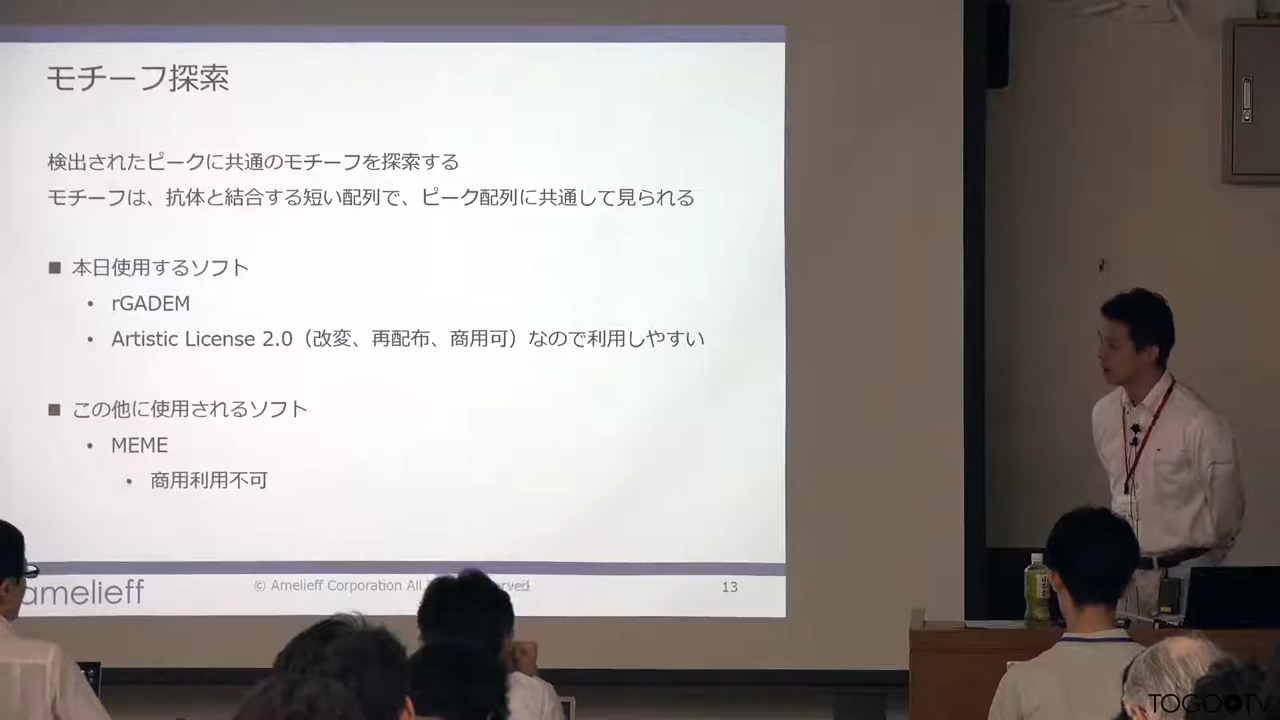 モチーフ探索
検出されたピークに共通のモチーフを探索する
モチーフは、抗体と結合する短い配列で、ピーク配列に共通して見られる
■ 本日使用するソフト
• rGADEM
• Artistic License 2.0（改変、再配布、商用可）なので利用しやすい
■ この他に使用されるソフト
• MEME
• 商用利用不可
amelieff
© Amelieff Corporation All
13
TOGOTV